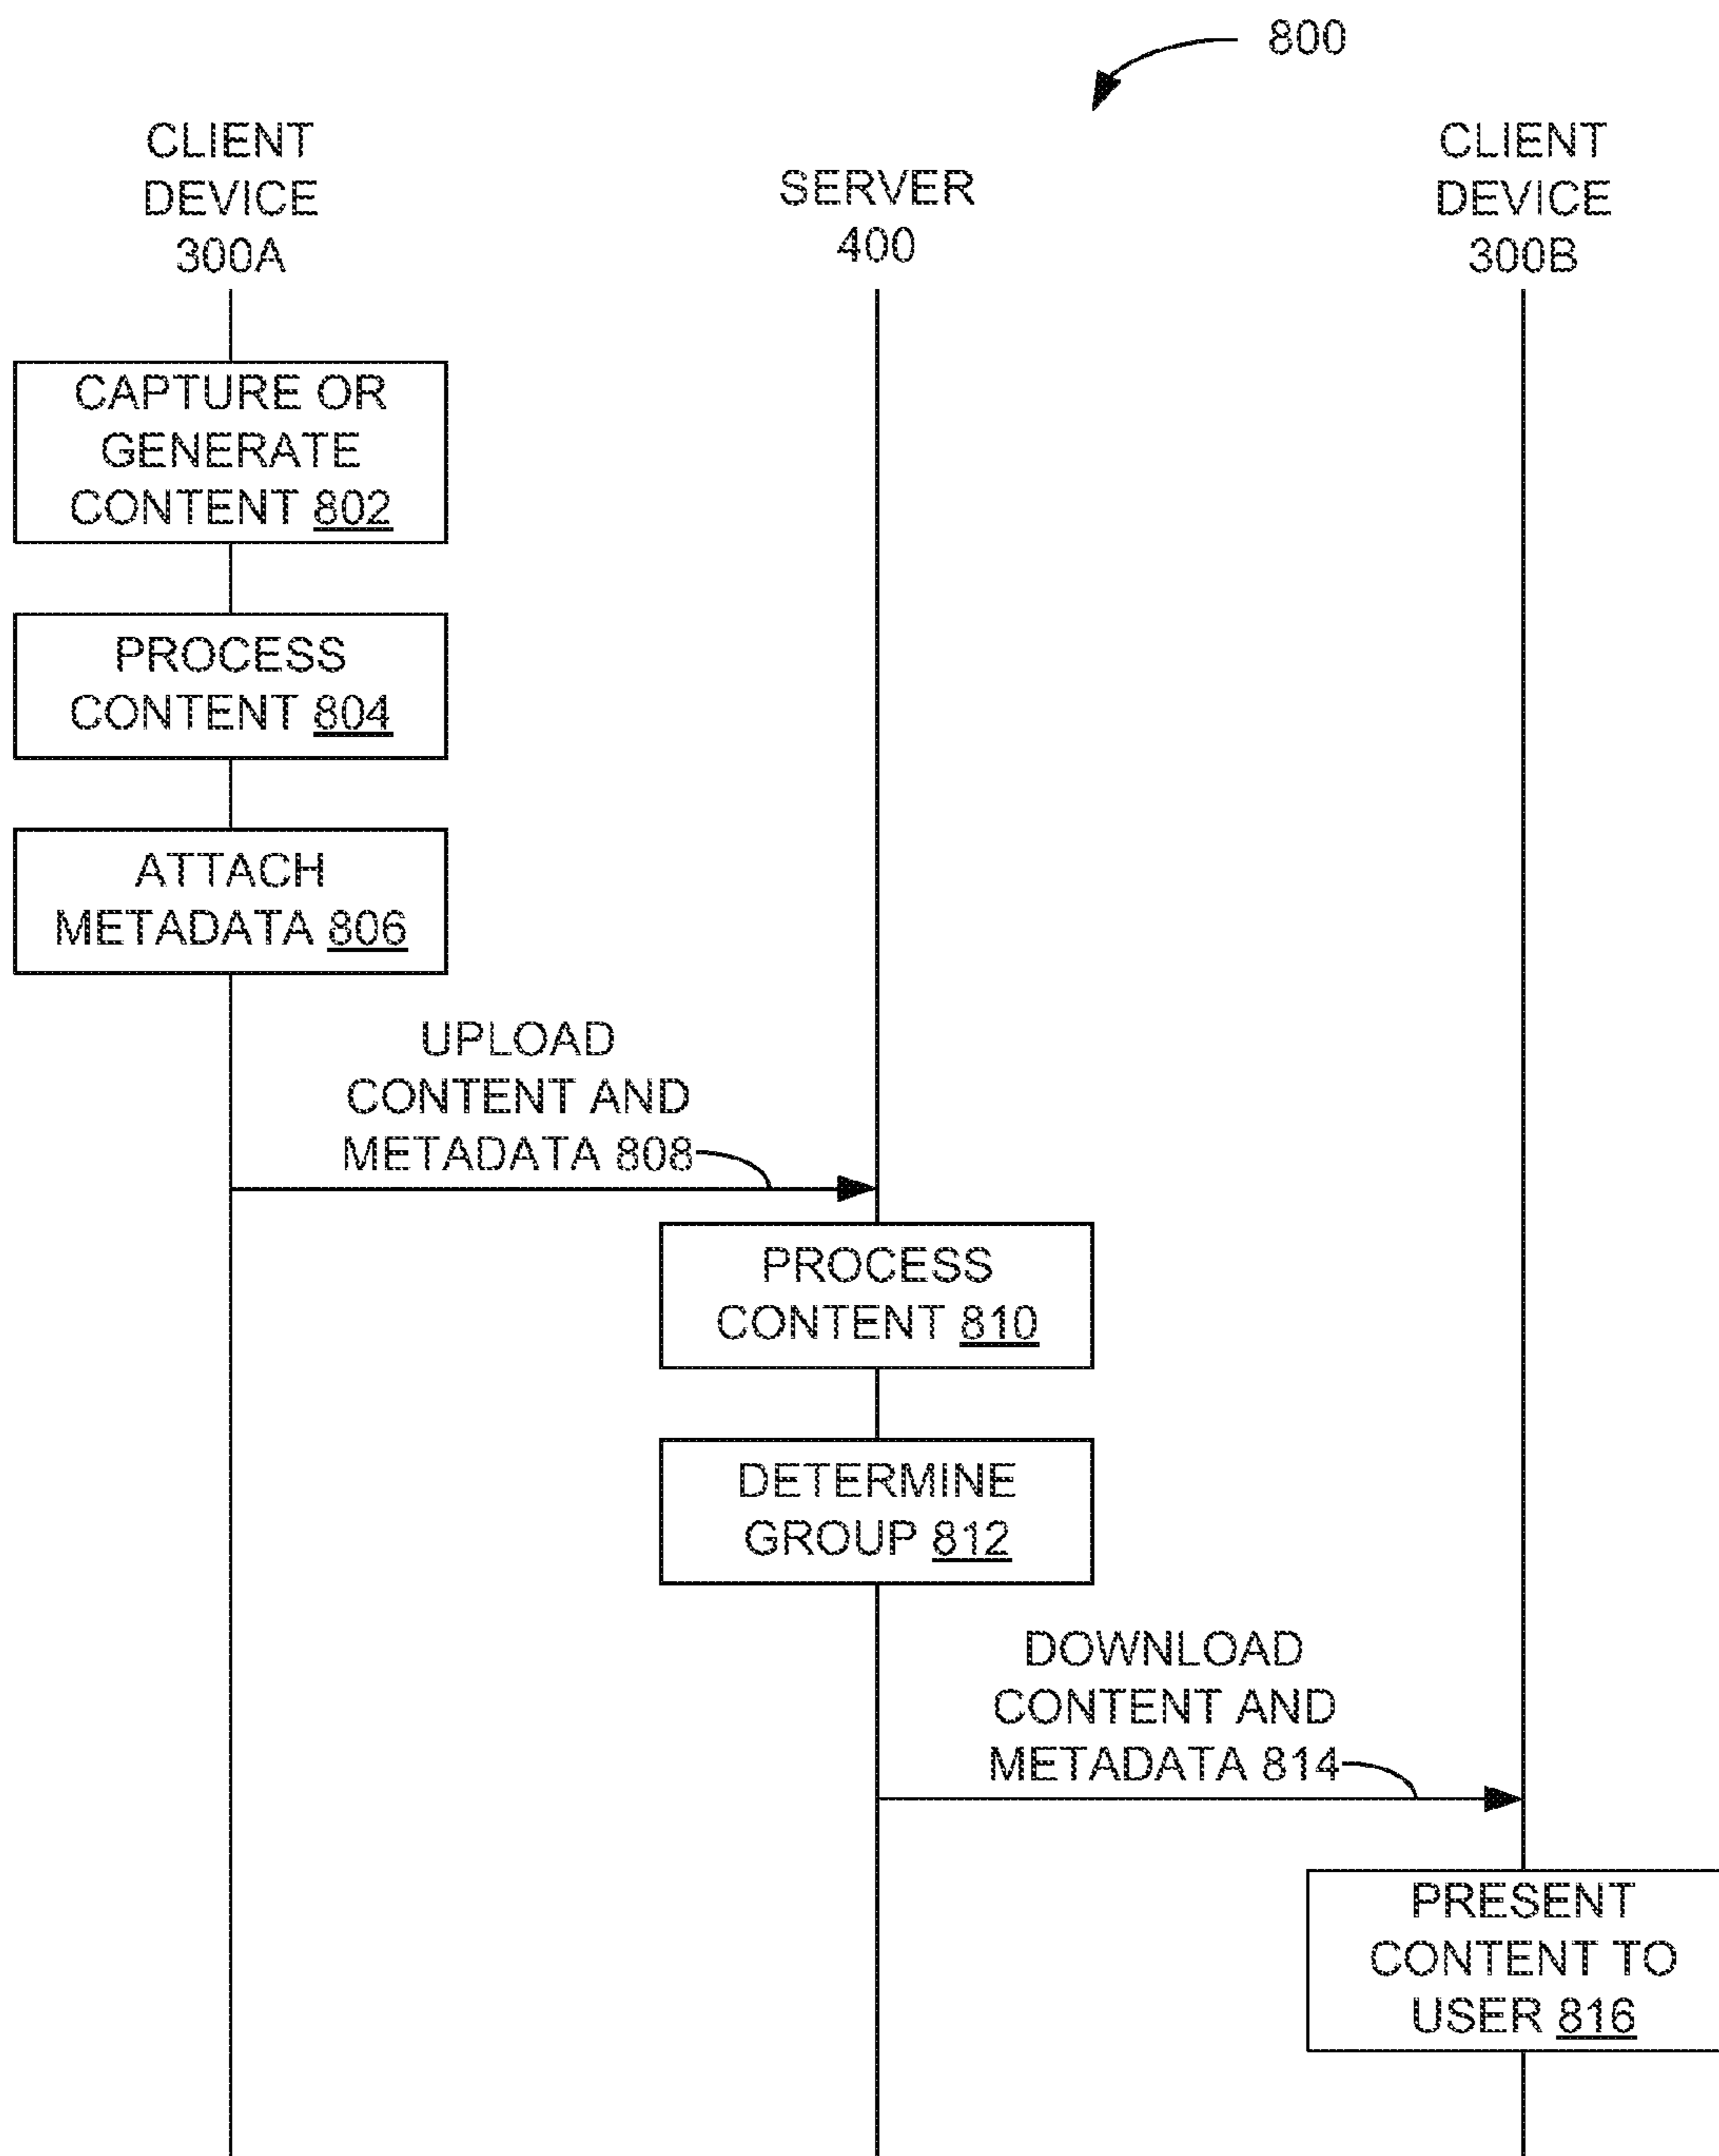 800
CLIENT
DEVICE
300A
SERVER
400
CLIENT
DEVICE
300B
CAPTURE OR
GENERATE
CONTENT 802
PROCESS
CONTENT 804
ATTACH
METADATA 806
UPLOAD
CONTENT AND
METADATA 808
PROCESS
CONTENT 810
DETERMINE
GROUP 812
DOWNLOAD
CONTENT AND
METADATA 814
PRESENT
CONTENT TO
USER 816